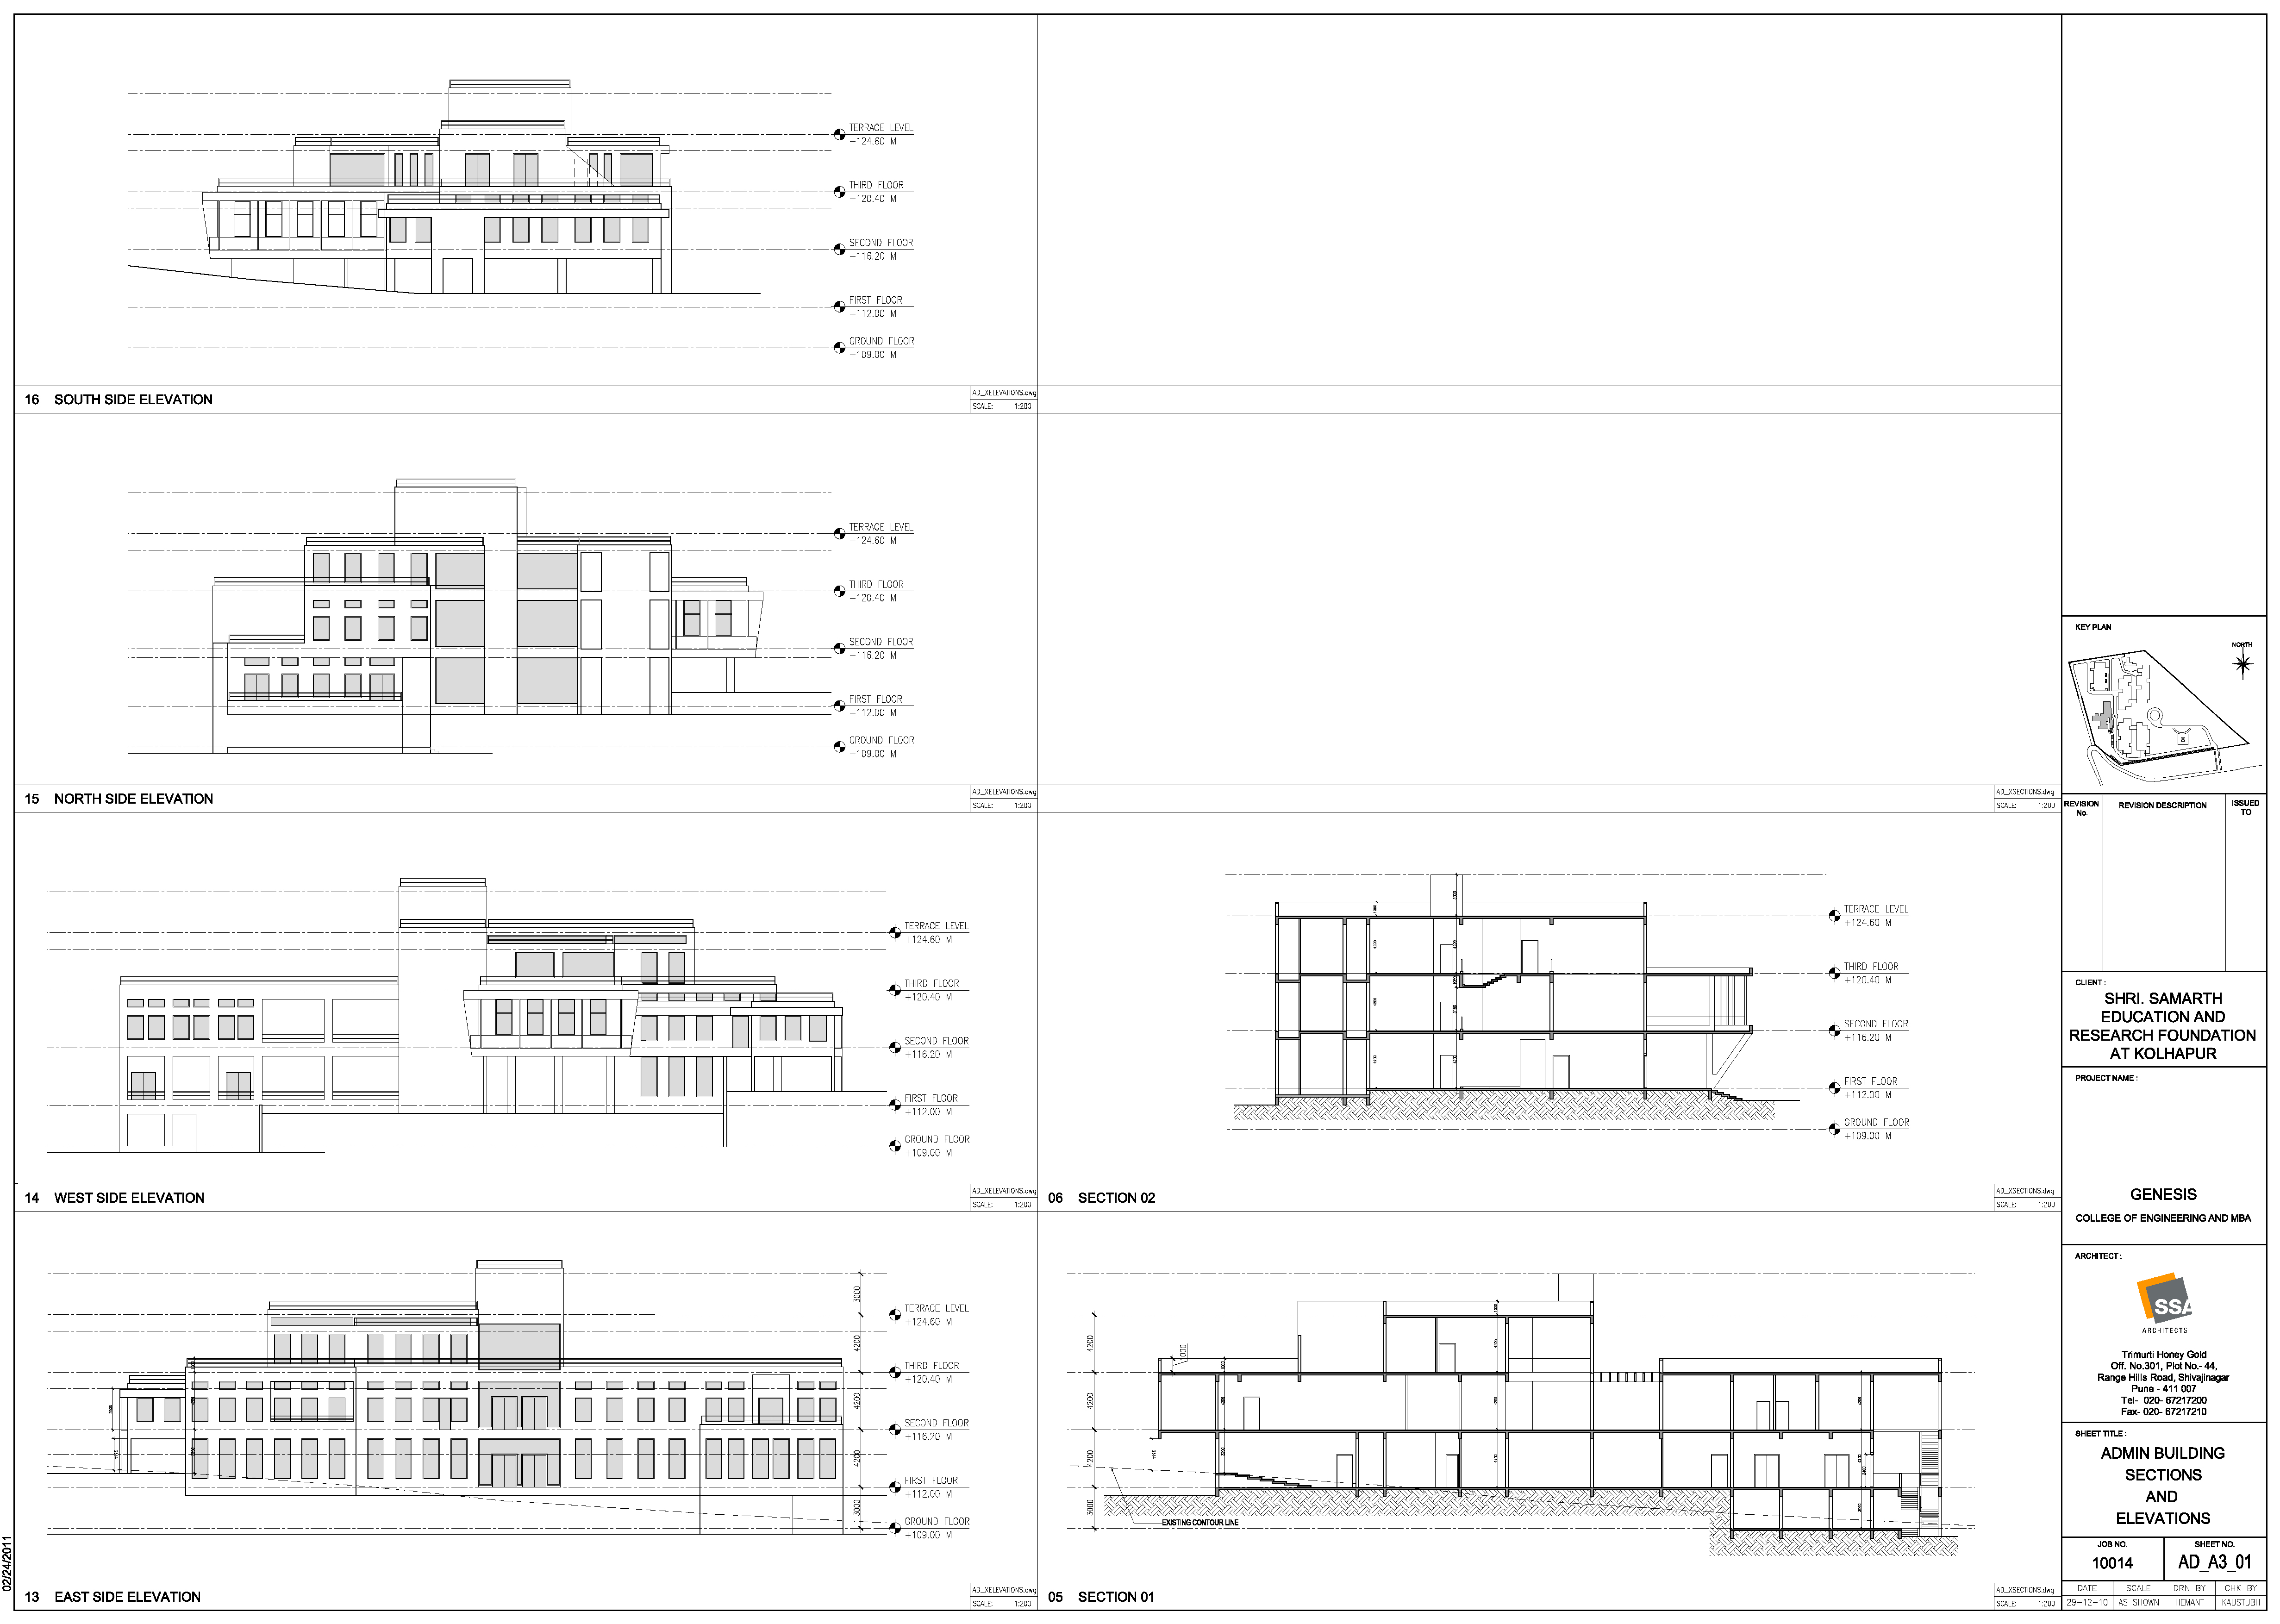 TERRACE LEVEL
+124.60 M
THIRD FLOOR
+120.40 M
SECOND FLOOR
+116.20 M
FIRST FLOOR
+112.00 M
GROUND FLOOR
+109.00 M
16 SOUTH SIDE ELEVATION
AD_XELEVATIONS.dwg
SCALE: 1:200
TERRACE LEVEL
+124.60 M
THIRD FLOOR
+120.40 M
SECOND FLOOR
+116.20 M
FIRST FLOOR
+112.00 M
GROUND FLOOR
+109.00 M
15 NORTH SIDE ELEVATION
AD_XELEVATIONS.dwg
SCALE: 1:200
AD_XSECTIONS.dwg
SCALE: 1:200
TERRACE LEVEL
+124.60 M
THIRD FLOOR
+120.40 M
SECOND FLOOR
+116.20 M
FIRST FLOOR
+112.00 M
GROUND FLOOR
+109.00 M
14 WEST SIDE ELEVATION
AD_XELEVATIONS.dwg
SCALE: 1:200
TERRACE LEVEL
+124.60 M
THIRD FLOOR
+120.40 M
SECOND FLOOR
+116.20 M
FIRST FLOOR
+112.00 M
GROUND FLOOR
+109.00 M
06 SECTION 02
AD_XSECTIONS.dwg
SCALE: 1:200
3000
4200
4200
4200
3000
TERRACE LEVEL
+124.60 M
THIRD FLOOR
+120.40 M
SECOND FLOOR
+116.20 M
FIRST FLOOR
+112.00 M
GROUND FLOOR
+109.00 M
13 EAST SIDE ELEVATION
AD_XELEVATIONS.dwg
SCALE: 1:200
02/24/2011
4200
1000
4200
4200
3000
EXISTING CONTOUR LINE
05 SECTION 01
AD_XSECTIONS.dwg
SCALE: 1:200
KEY PLAN
NORTH
REVISION No.
REVISION DESCRIPTION
ISSUED TO
CLIENT :
SHRI. SAMARTH
EDUCATION AND
RESEARCH FOUNDATION
AT KOLHAPUR
PROJECT NAME :
GENESIS
COLLEGE OF ENGINEERING AND MBA
ARCHITECT :
SSA
ARCHITECTS
Trimurti Honey Gold
Off. No.301, Plot No.- 44,
Range Hills Road, Shivajinagar
Pune - 411 007
Tel- 020- 67217200
Fax- 020- 67217210
SHEET TITLE :
ADMIN BUILDING
SECTIONS
AND
ELEVATIONS
JOB NO. SHEET NO.
10014 AD_A3_01
DATE SCALE DRN BY CHK BY
29-12-10 AS SHOWN HEMANT KAUSTUBH